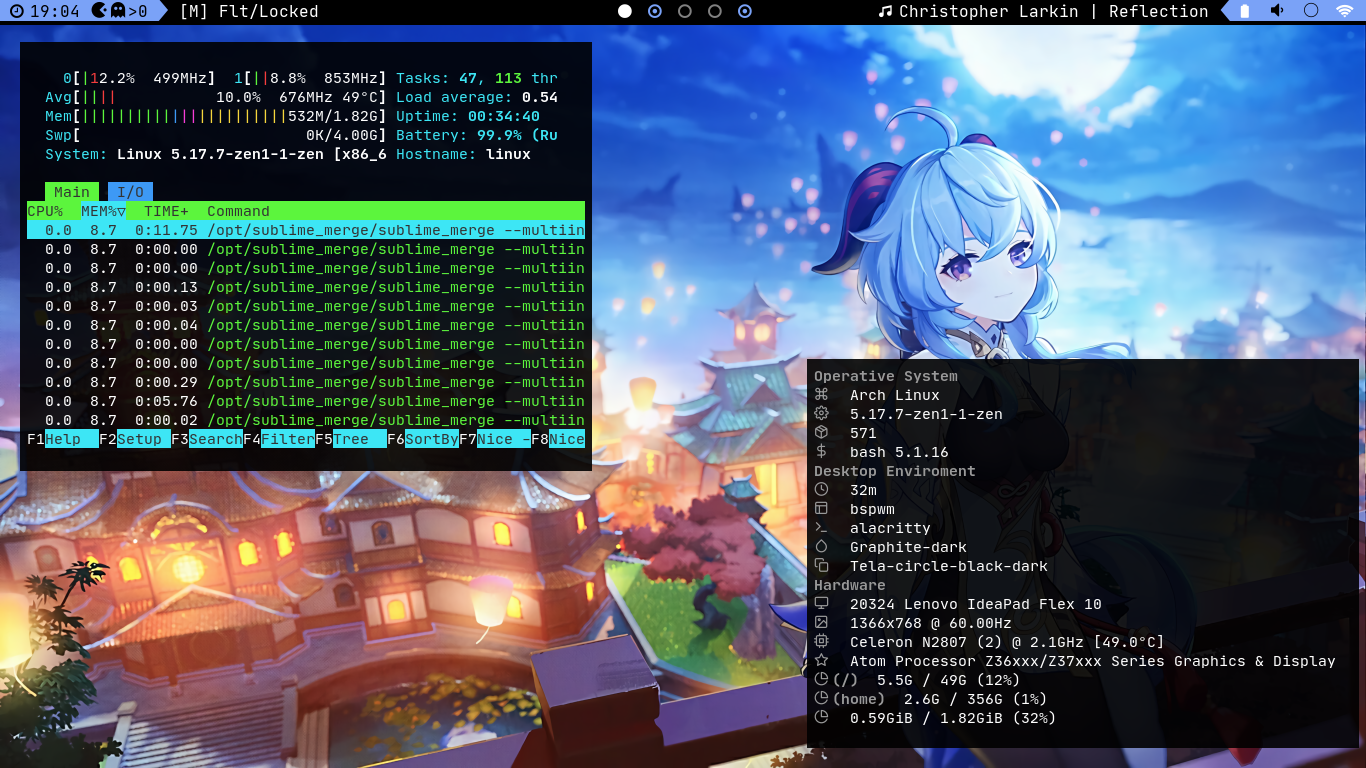 19:04 >0 [M] Flt/Locked
Christopher Larkin | Reflection
0[|12.2% 499MHz] 1[||8.8% 853MHz] Tasks: 47, 113 thr
Avg[|||| 10.0% 676MHz 49°C] Load average: 0.54
Mem[|||||||||||||||||||||||532M/1.82G] Uptime: 00:34:40
Swp[ 0K/4.00G] Battery: 99.9% (Ru
System: Linux 5.17.7-zen1-1-zen [x86_6 Hostname: linux
Main I/O
CPU% MEM%▽ TIME+ Command
0.0 8.7 0:11.75 /opt/sublime_merge/sublime_merge --multiin
0.0 8.7 0:00.00 /opt/sublime_merge/sublime_merge --multiin
0.0 8.7 0:00.00 /opt/sublime_merge/sublime_merge --multiin
0.0 8.7 0:00.13 /opt/sublime_merge/sublime_merge --multiin
0.0 8.7 0:00.03 /opt/sublime_merge/sublime_merge --multiin
0.0 8.7 0:00.04 /opt/sublime_merge/sublime_merge --multiin
0.0 8.7 0:00.00 /opt/sublime_merge/sublime_merge --multiin
0.0 8.7 0:00.00 /opt/sublime_merge/sublime_merge --multiin
0.0 8.7 0:00.29 /opt/sublime_merge/sublime_merge --multiin
0.0 8.7 0:05.76 /opt/sublime_merge/sublime_merge --multiin
0.0 8.7 0:00.02 /opt/sublime_merge/sublime_merge --multiin
F1Help F2Setup F3SearchF4FilterF5Tree F6SortByF7Nice -F8Nice
Operative System
Arch Linux
5.17.7-zen1-1-zen
571
bash 5.1.16
Desktop Enviroment
32m
bspwm
alacritty
Graphite-dark
Tela-circle-black-dark
Hardware
20324 Lenovo IdeaPad Flex 10
1366x768 @ 60.00Hz
Celeron N2807 (2) @ 2.1GHz [49.0°C]
Atom Processor Z36xxx/Z37xxx Series Graphics & Display
(/) 5.5G / 49G (12%)
(home) 2.6G / 356G (1%)
0.59GiB / 1.82GiB (32%)